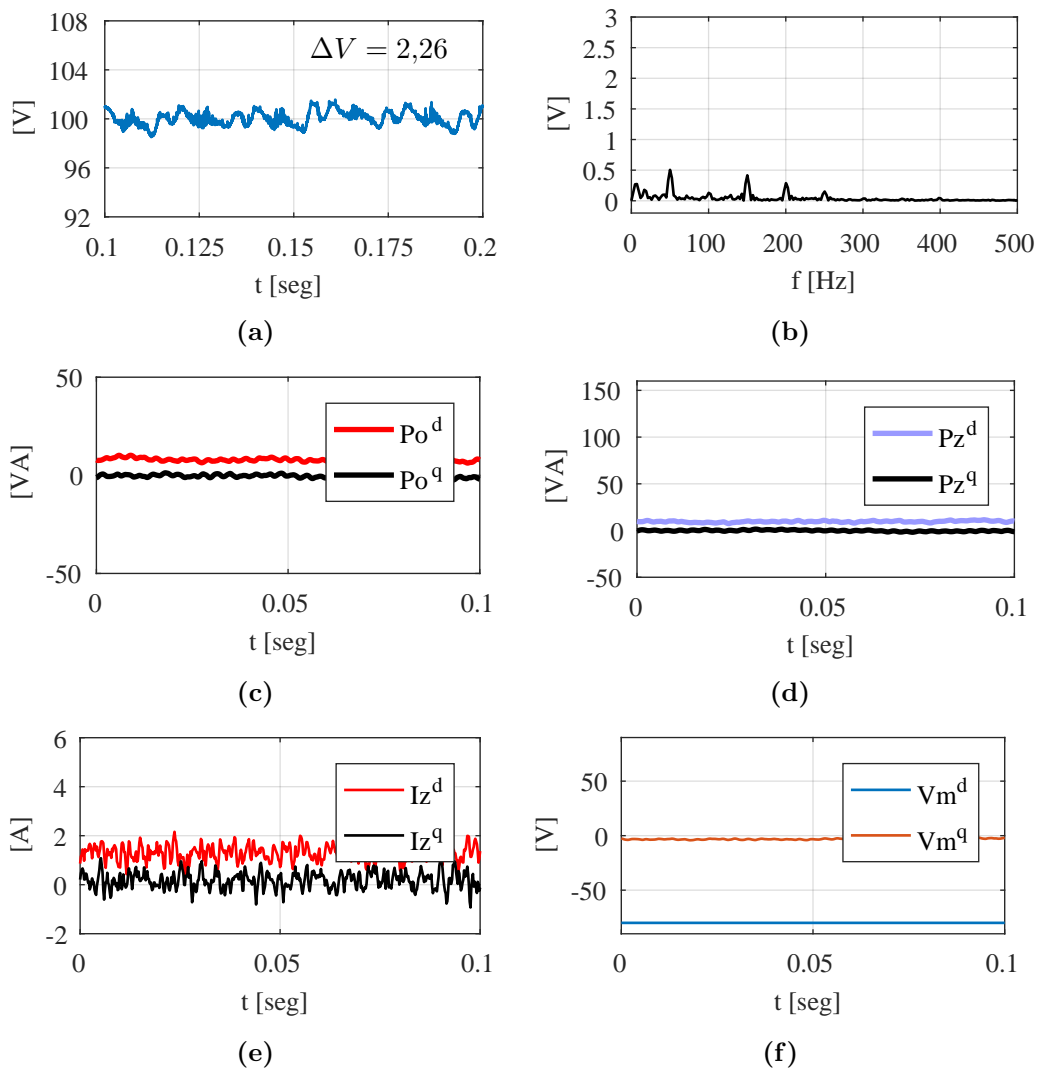 108
104
100
96
92
[V]
ΔV = 2,26
0.1 0.125 0.15 0.175 0.2
t [seg]
(a)
3
2.5
2
1.5
1
0.5
0
[V]
0 100 200 300 400 500
f [Hz]
(b)
50
0
-50
[VA]
Po^d
Po^q
0 0.05 0.1
t [seg]
(c)
150
100
50
0
-50
[VA]
Pz^d
Pz^q
0 0.05 0.1
t [seg]
(d)
6
4
2
0
-2
[A]
Iz^d
Iz^q
0 0.05 0.1
t [seg]
(e)
50
0
-50
[V]
Vm^d
Vm^q
0 0.05 0.1
t [seg]
(f)